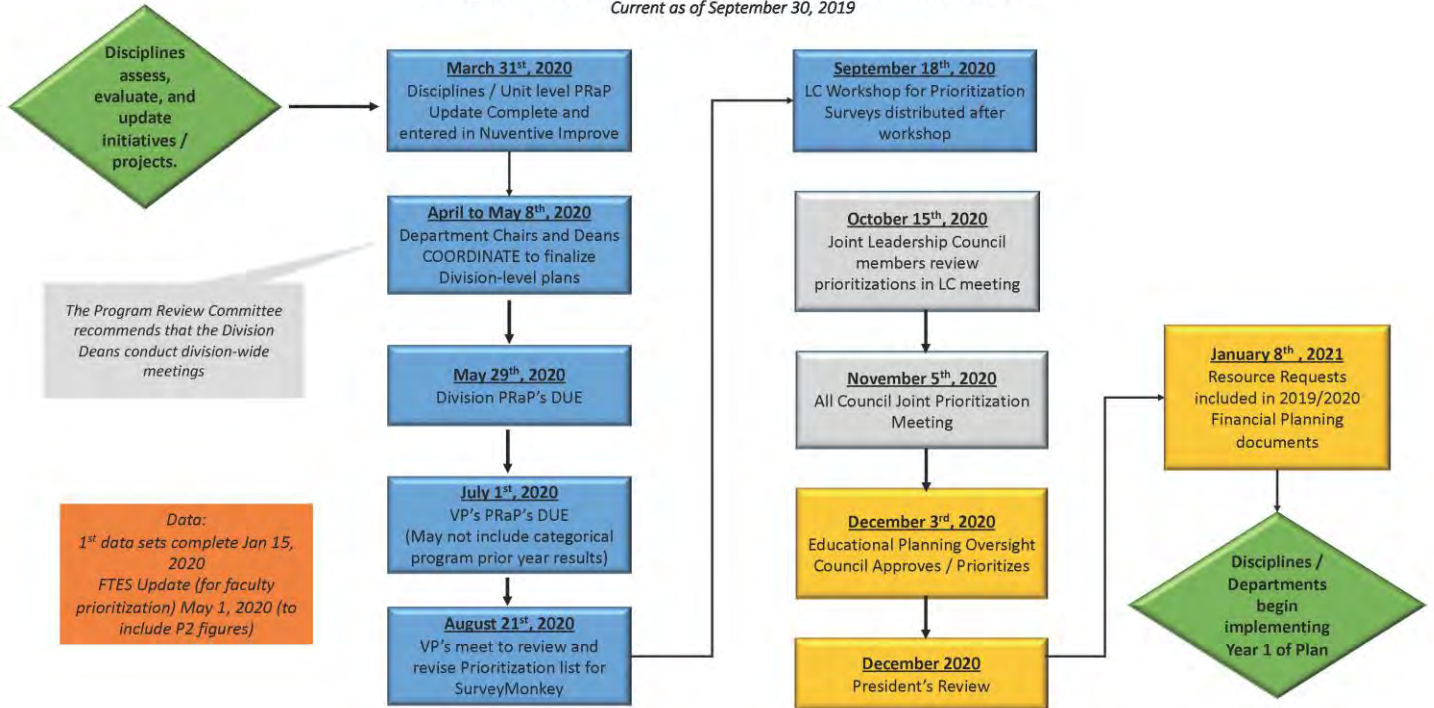 Current as of September 30, 2019
Disciplines
assess,
evaluate, and
update
initiatives /
projects.
March 31st, 2020
Disciplines / Unit level PRaP
Update Complete and
entered in Nuventive Improve
April to May 8th, 2020
Department Chairs and Deans
COORDINATE to finalize
Division-level plans
The Program Review Committee
recommends that the Division
Deans conduct division-wide
meetings
May 29th, 2020
Division PRaP's DUE
July 1st, 2020
VP's PRaP's DUE
(May not include categorical
program prior year results)
August 21st, 2020
VP's meet to review and
revise Prioritization list for
SurveyMonkey
Data:
1st data sets complete Jan 15,
2020
FTES Update (for faculty
prioritization) May 1, 2020 (to
include P2 figures)
September 18th, 2020
LC Workshop for Prioritization
Surveys distributed after
workshop
October 15th, 2020
Joint Leadership Council
members review
prioritizations in LC meeting
November 5th, 2020
All Council Joint Prioritization
Meeting
December 3rd, 2020
Educational Planning Oversight
Council Approves / Prioritizes
December 2020
President's Review
January 8th , 2021
Resource Requests
included in 2019/2020
Financial Planning
documents
Disciplines /
Departments
begin
implementing
Year 1 of Plan